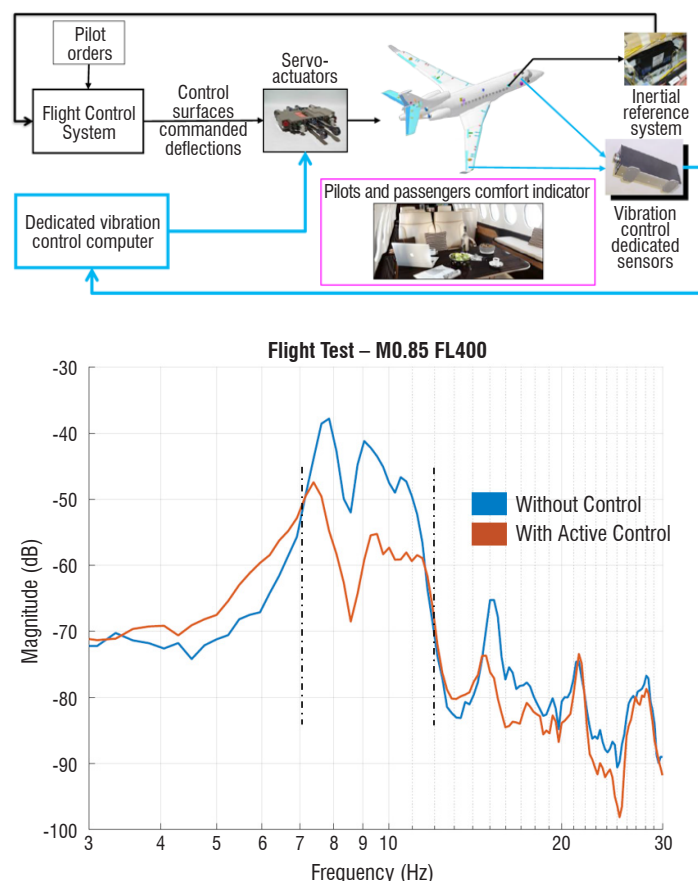 Pilot
orders
Flight Control
System
Control
surfaces
commanded
deflections
Servo-
actuators
Inertial
reference
system
Dedicated vibration
control computer
Pilots and passengers comfort indicator
Vibration
control
dedicated
sensors
Flight Test – M0.85 FL400
Magnitude (dB)
-30
-40
-50
-60
-70
-80
-90
-100
Without Control
With Active Control
3 4 5 6 7 8 9 10 20 30
Frequency (Hz)